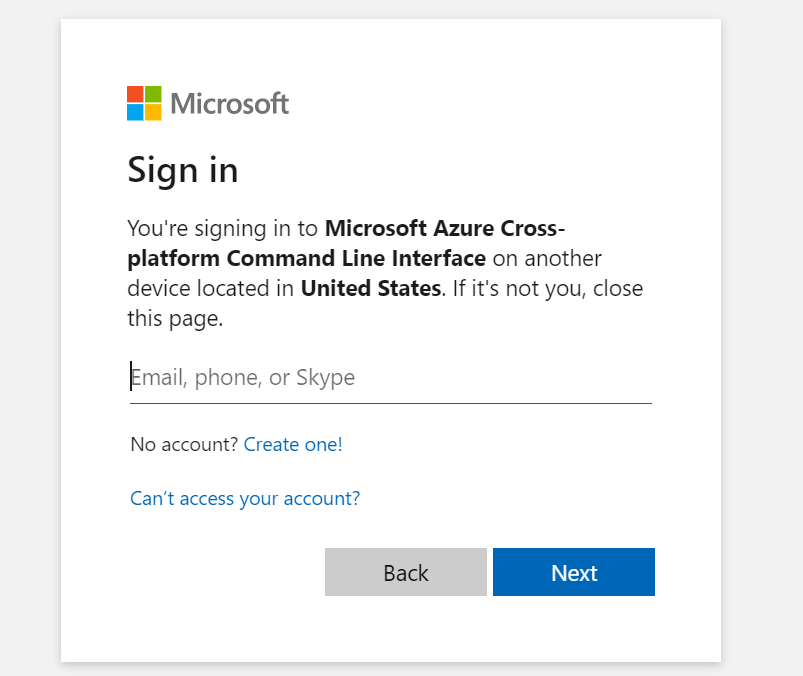 Microsoft
Sign in
You're signing in to Microsoft Azure Cross-
platform Command Line Interface on another
device located in United States. If it's not you, close
this page.
Email, phone, or Skype
No account? Create one!
Can’t access your account?
Back
Next